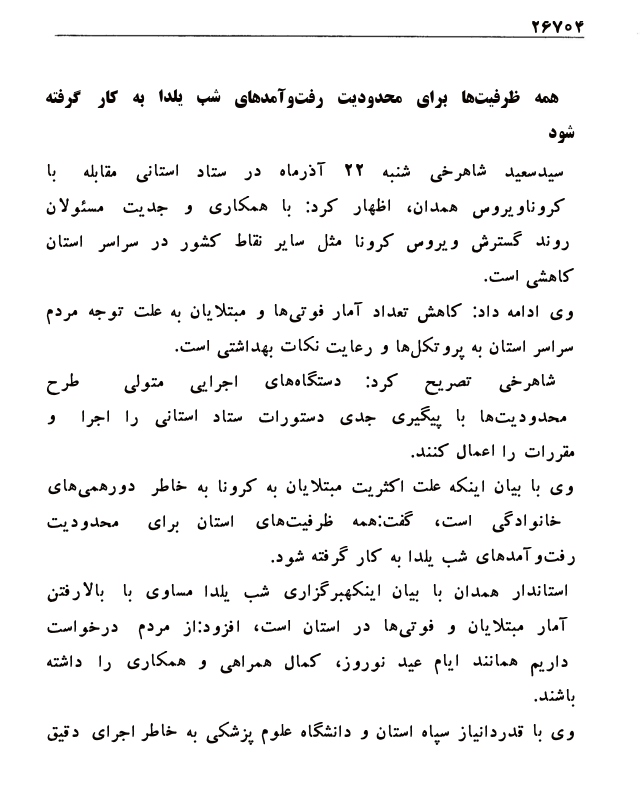 ۲۶۷۰۴
همه ظرفیت‌ها برای محدودیت رفت‌وآمدهای شب یلدا به کار گرفته
شود
سیدسعید شاهرخی شنبه ۲۲ آذرماه در ستاد استانی مقابله با
کروناویروس همدان، اظهار کرد: با همکاری و جدیت مسئولان
روند گسترش ویروس کرونا مثل سایر نقاط کشور در سراسر استان
کاهشی است.
وی ادامه داد: کاهش تعداد آمار فوتی‌ها و مبتلایان به علت توجه مردم
سراسر استان به پروتکل‌ها و رعایت نکات بهداشتی است.
شاهرخی تصریح کرد: دستگاه‌های اجرایی متولی طرح
محدودیت‌ها با پیگیری جدی دستورات ستاد استانی را اجرا و
مقررات را اعمال کنند.
وی با بیان اینکه علت اکثریت مبتلایان به کرونا به خاطر دورهمی‌های
خانوادگی است، گفت:همه ظرفیت‌های استان برای محدودیت
رفت‌وآمدهای شب یلدا به کار گرفته شود.
استاندار همدان با بیان اینکهبرگزاری شب یلدا مساوی با بالارفتن
آمار مبتلایان و فوتی‌ها در استان است، افزود:از مردم درخواست
داریم همانند ایام عید نوروز، کمال همراهی و همکاری را داشته
باشند.
وی با قدردانیاز سپاه استان و دانشگاه علوم پزشکی به خاطر اجرای دقیق